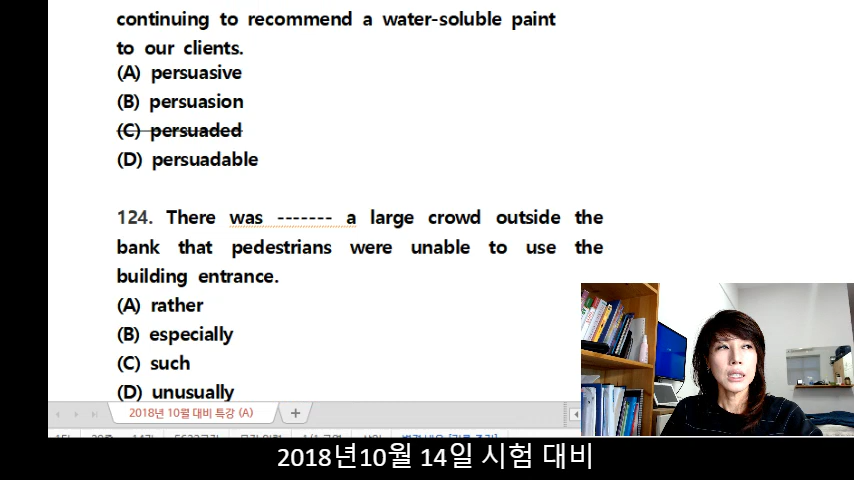 continuing to recommend a water-soluble paint
to our clients.
(A) persuasive
(B) persuasion
(C) persuaded
(D) persuadable
124. There was ------- a large crowd outside the
bank that pedestrians were unable to use the
building entrance.
(A) rather
(B) especially
(C) such
(D) unusually
2018년 10월 대비 특강 (A)
2018년10월 14일 시험 대비